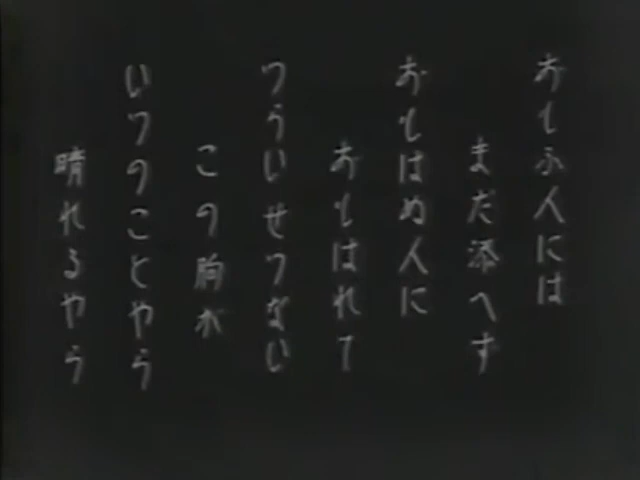 おもふ人には
まだ添へず
おもはぬ人に
おもはれて
つういせつない
この胸が
いつのことやら
晴れるやら